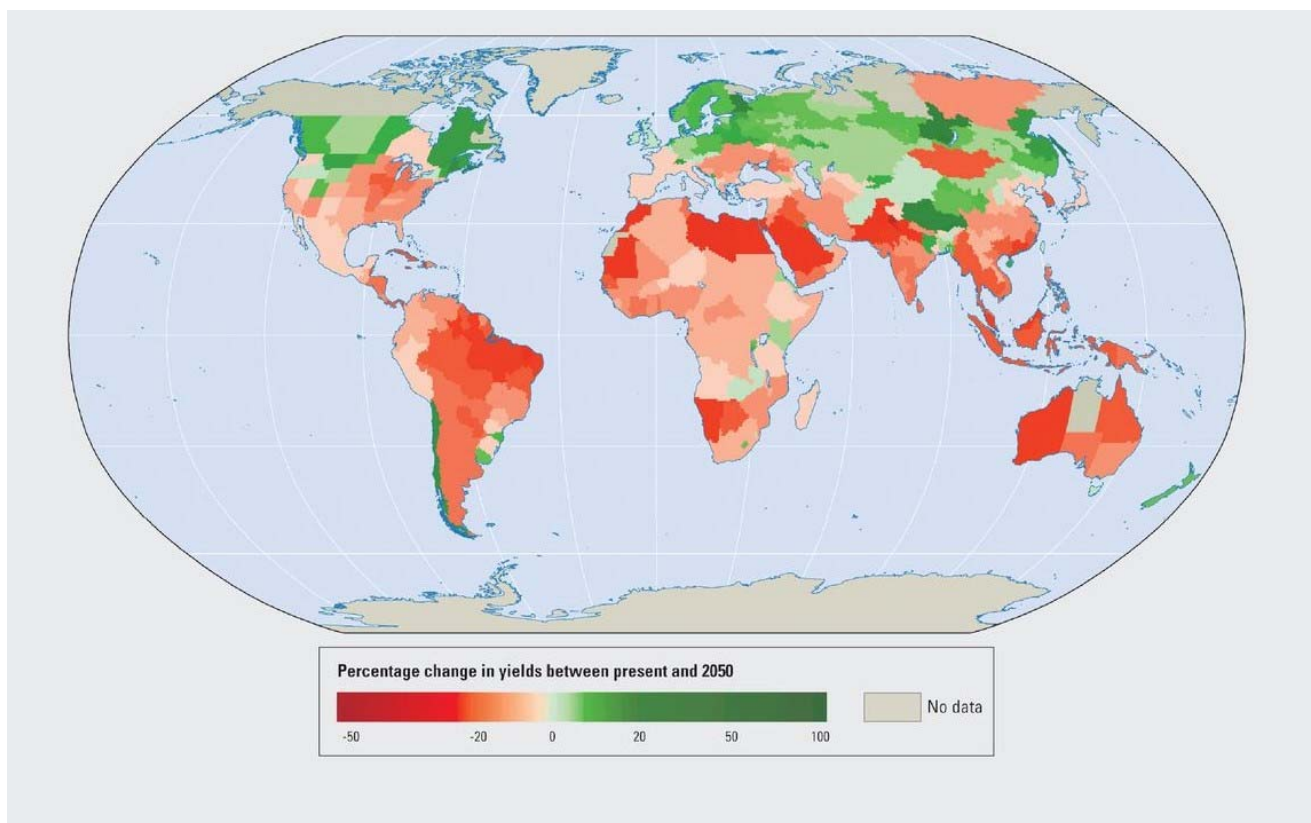 Percentage change in yields between present and 2050
No data
-50 -20 0 20 50 100